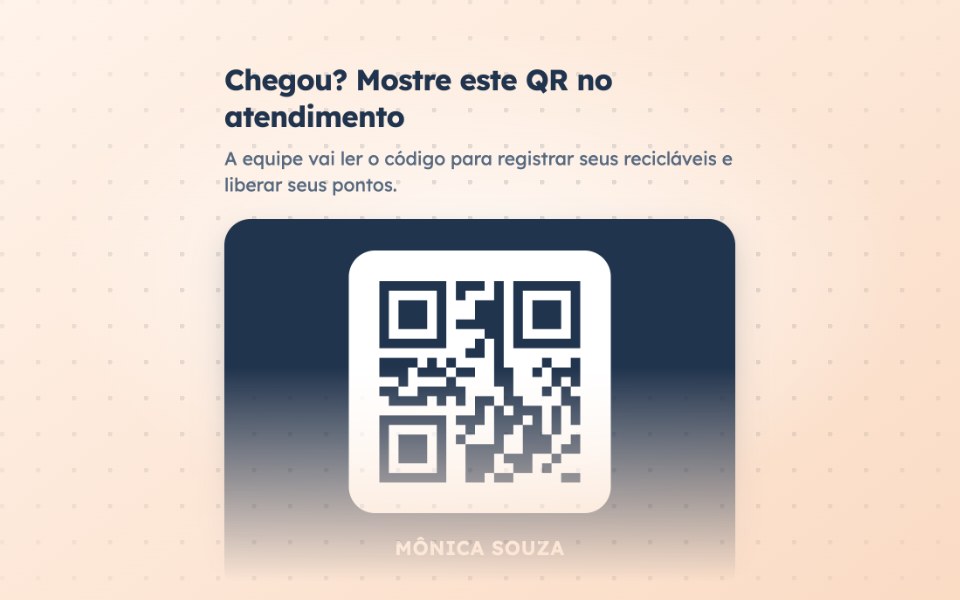 Chegou? Mostre este QR no
atendimento
A equipe vai ler o código para registrar seus recicláveis e
liberar seus pontos.
MÔNICA SOUZA